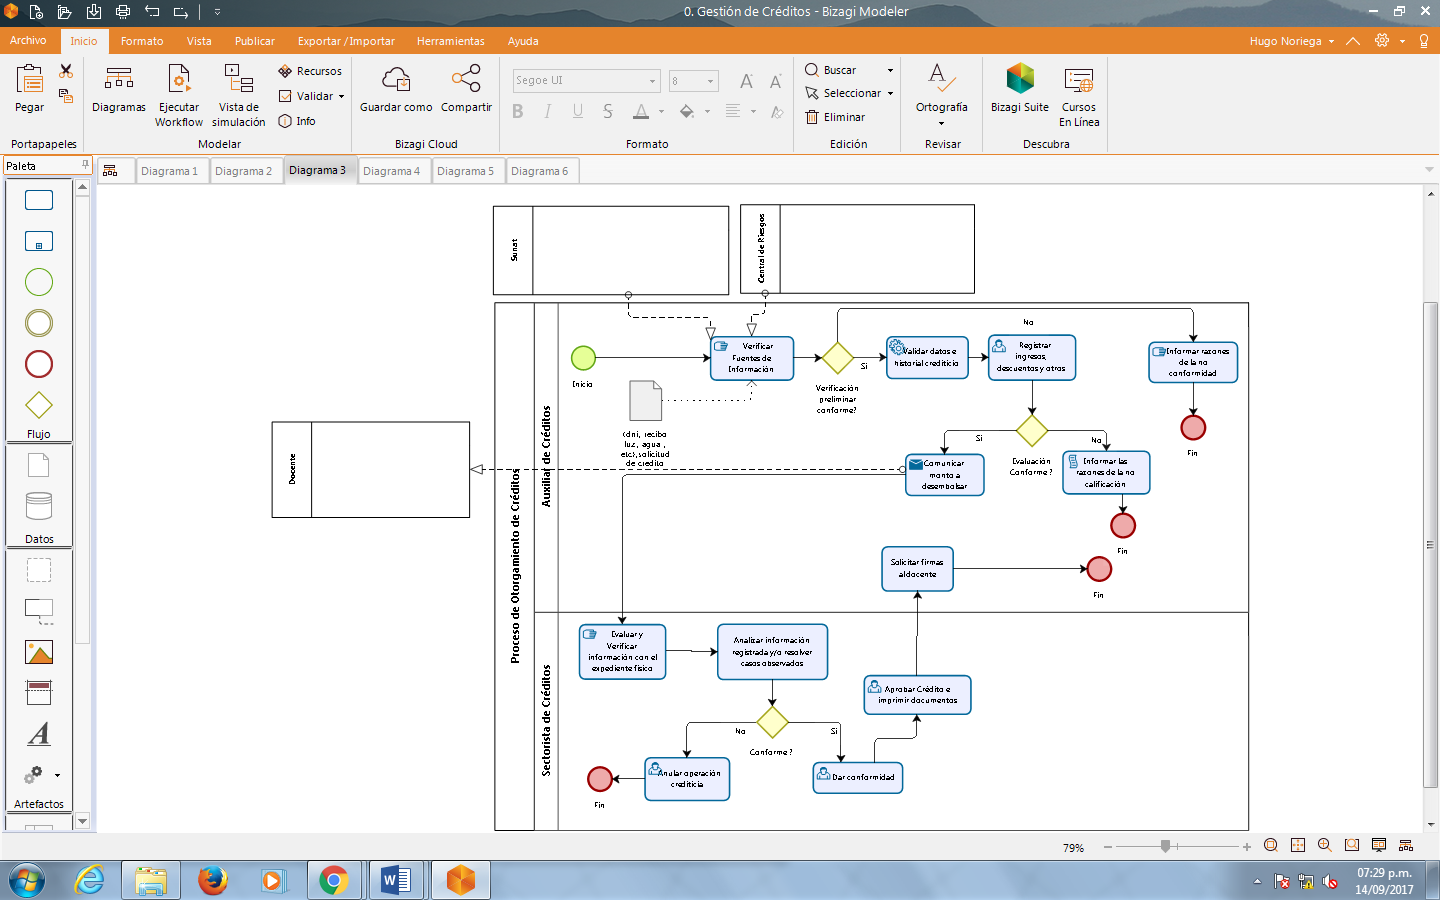 0. Gestión de Créditos - Bizagi Modeler
Archivo
Inicio
Formato
Vista
Publicar
Exportar / Importar
Herramientas
Ayuda
Hugo Noriega
Pegar
Diagramas
Ejecutar
Workflow
Vista de
simulación
Recursos
Validar
Info
Guardar como
Compartir
Segoe UI
8
B I U S A
Buscar
Seleccionar
Eliminar
Ortografía
Bizagi Suite
Cursos
En Línea
Portapapeles
Modelar
Bizagi Cloud
Formato
Edición
Revisar
Descubra
Paleta
Diagrama 1
Diagrama 2
Diagrama 3
Diagrama 4
Diagrama 5
Diagrama 6
Flujo
Datos
Artefactos
Sunat
Central de Riesgos
Docente
Proceso de Otorgamiento de Créditos
Auxiliar de Créditos
Sectorista de Créditos
Inicio
Verificar
Fuentes de
Información
(dni, recibo
luz, agua ,
etc),solicitud
de credito
Verificación
preliminar
conforme?
Si
No
Validar datos e
historial crediticio
Registrar
ingresos,
descuentos y otros
Informar razones
de la no
conformidad
Fin
Evaluación
Conforme ?
Si
No
Comunicar
monto a
desembolsar
Informar las
razones de la no
calificación
Fin
Solicitar firmas
al docente
Fin
Evaluar y
Verificar
información con el
expediente físico
Analizar información
registrada y/o resolver
casos observados
Conforme ?
No
Si
Anular operación
crediticia
Fin
Dar conformidad
Aprobar Crédito e
imprimir documentos
79%
07:29 p.m.
14/09/2017